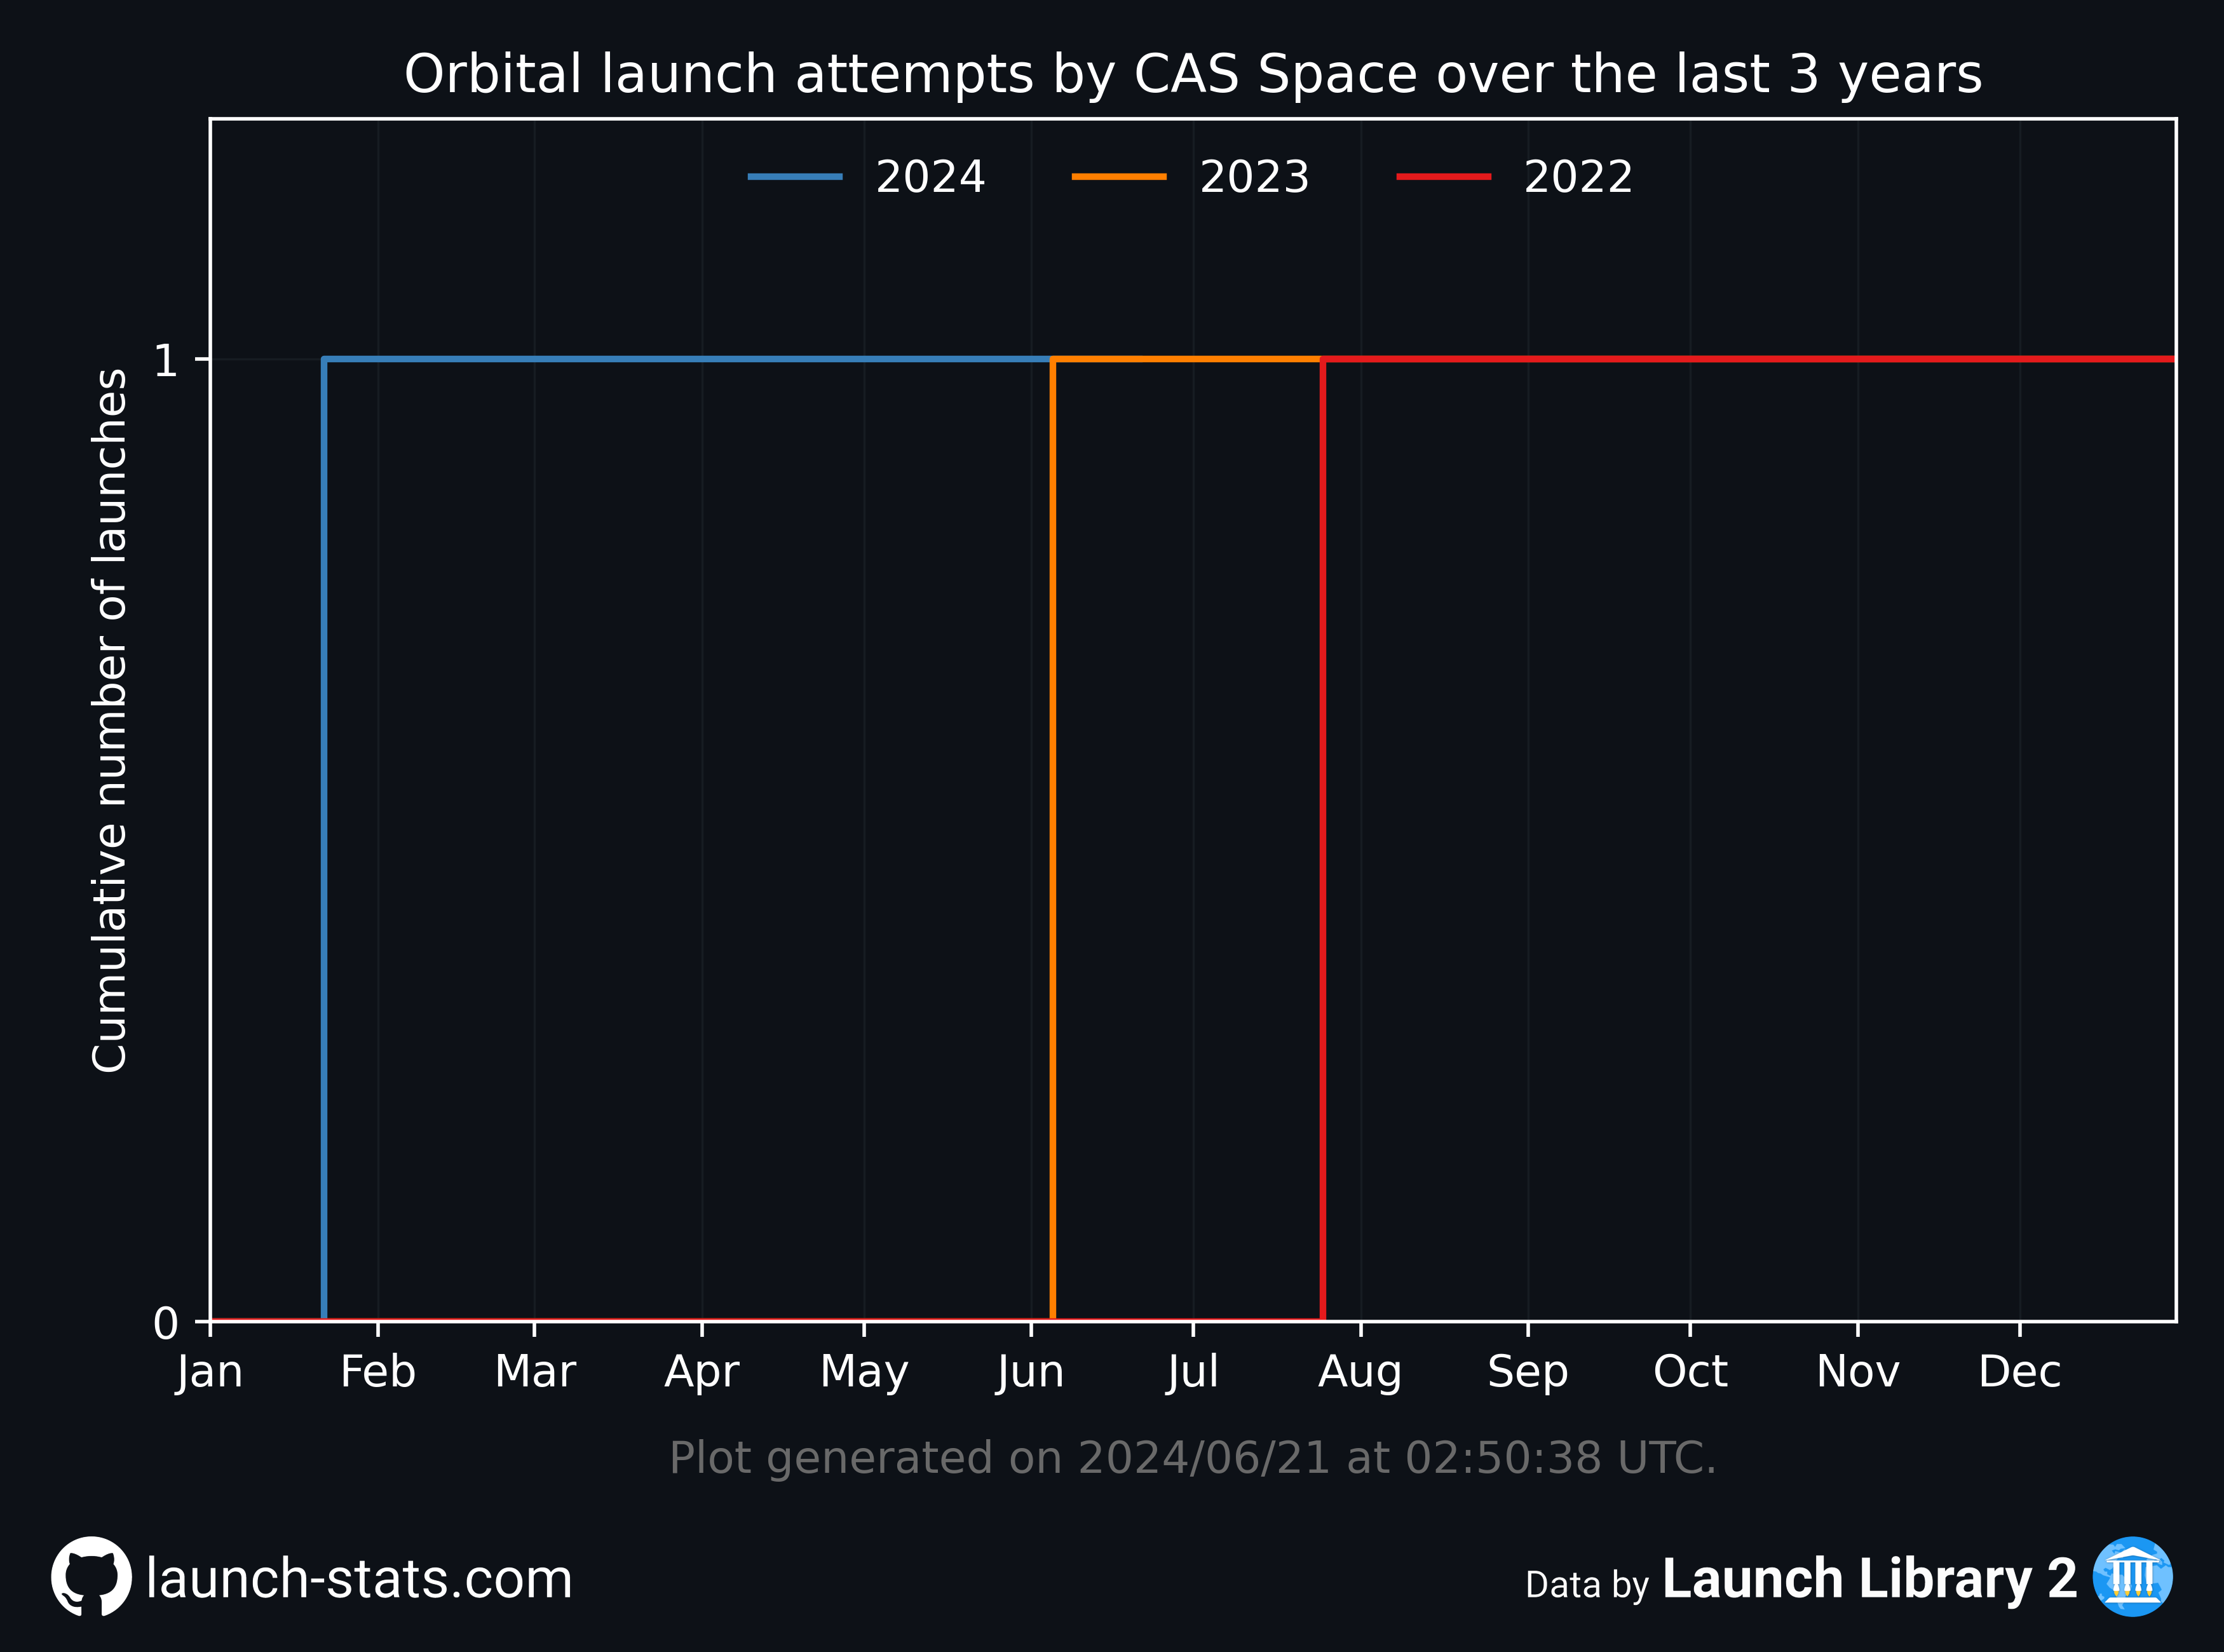 Orbital launch attempts by CAS Space over the last 3 years
2024 2023 2022
Cumulative number of launches
1
0
Jan Feb Mar Apr May Jun Jul Aug Sep Oct Nov Dec
Plot generated on 2024/06/21 at 02:50:38 UTC.
launch-stats.com
Data by Launch Library 2